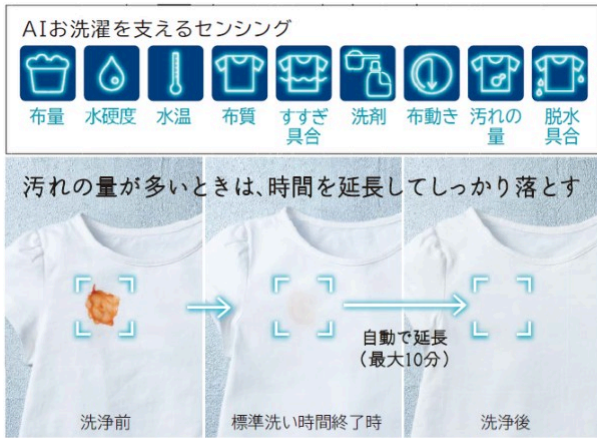 AIお洗濯を支えるセンシング
布量
水硬度
水温
布質
すすぎ
具合
洗剤
布動き
汚れの
量
脱水
具合
汚れの量が多いときは、時間を延長してしっかり落とす
自動で延長
（最大10分）
洗浄前
標準洗い時間終了時
洗浄後